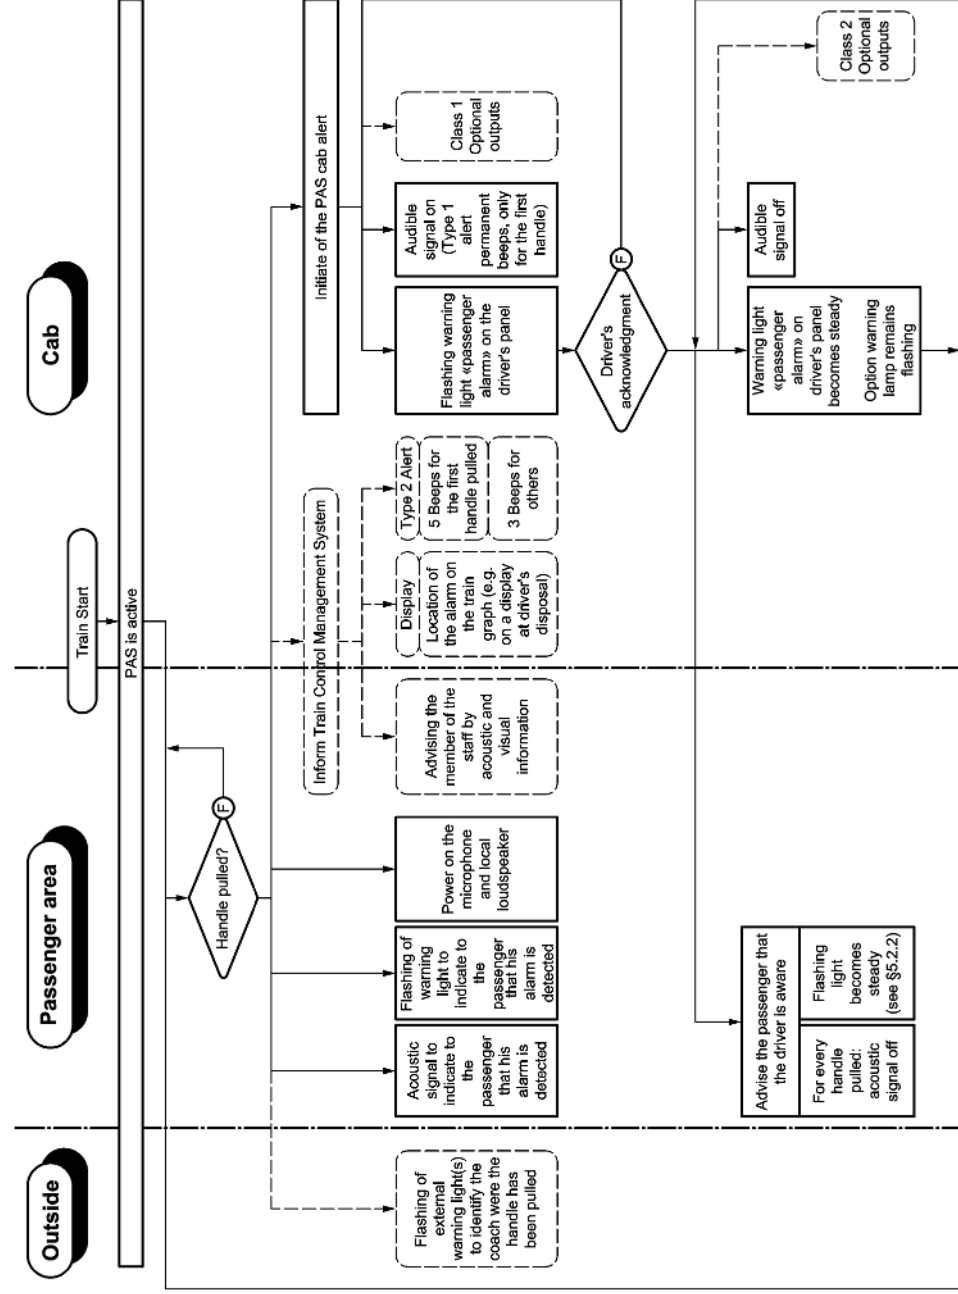 Outside
Passenger area
Cab
Train Start
PAS is active
Handle pulled?
F
Inform Train Control Management System
Initiate of the PAS cab alert
Flashing of
external
warning light(s)
to identify the
coach were the
handle has
been pulled
Acoustic
signal to
indicate to
the
passenger
that his
alarm is
detected
Flashing of
warning
light to
indicate to
the
passenger
that his
alarm is
detected
Power on the
microphone
and local
loudspeaker
Advising the
member of the
staff by
acoustic and
visual
information
Display
Location of
the alarm on
the train
graph (e.g.
on a display
at driver's
disposal)
Type 2 Alert
5 Beeps for
the first
handle pulled
3 Beeps for
others
Flashing warning
light «passenger
alarm» on the
driver's panel
Audible
signal on
(Type 1
alert
permanent
beeps, only
for the first
handle)
Class 1
Optional
outputs
Driver's
acknowledgment
F
Advise the passenger that
the driver is aware
For every
handle
pulled:
acoustic
signal off
Flashing
light
becomes
steady
(see §5.2.2)
Warning light
«passenger
alarm» on
driver's panel
becomes steady
Option warning
lamp remains
flashing
Audible
signal off
Class 2
Optional
outputs